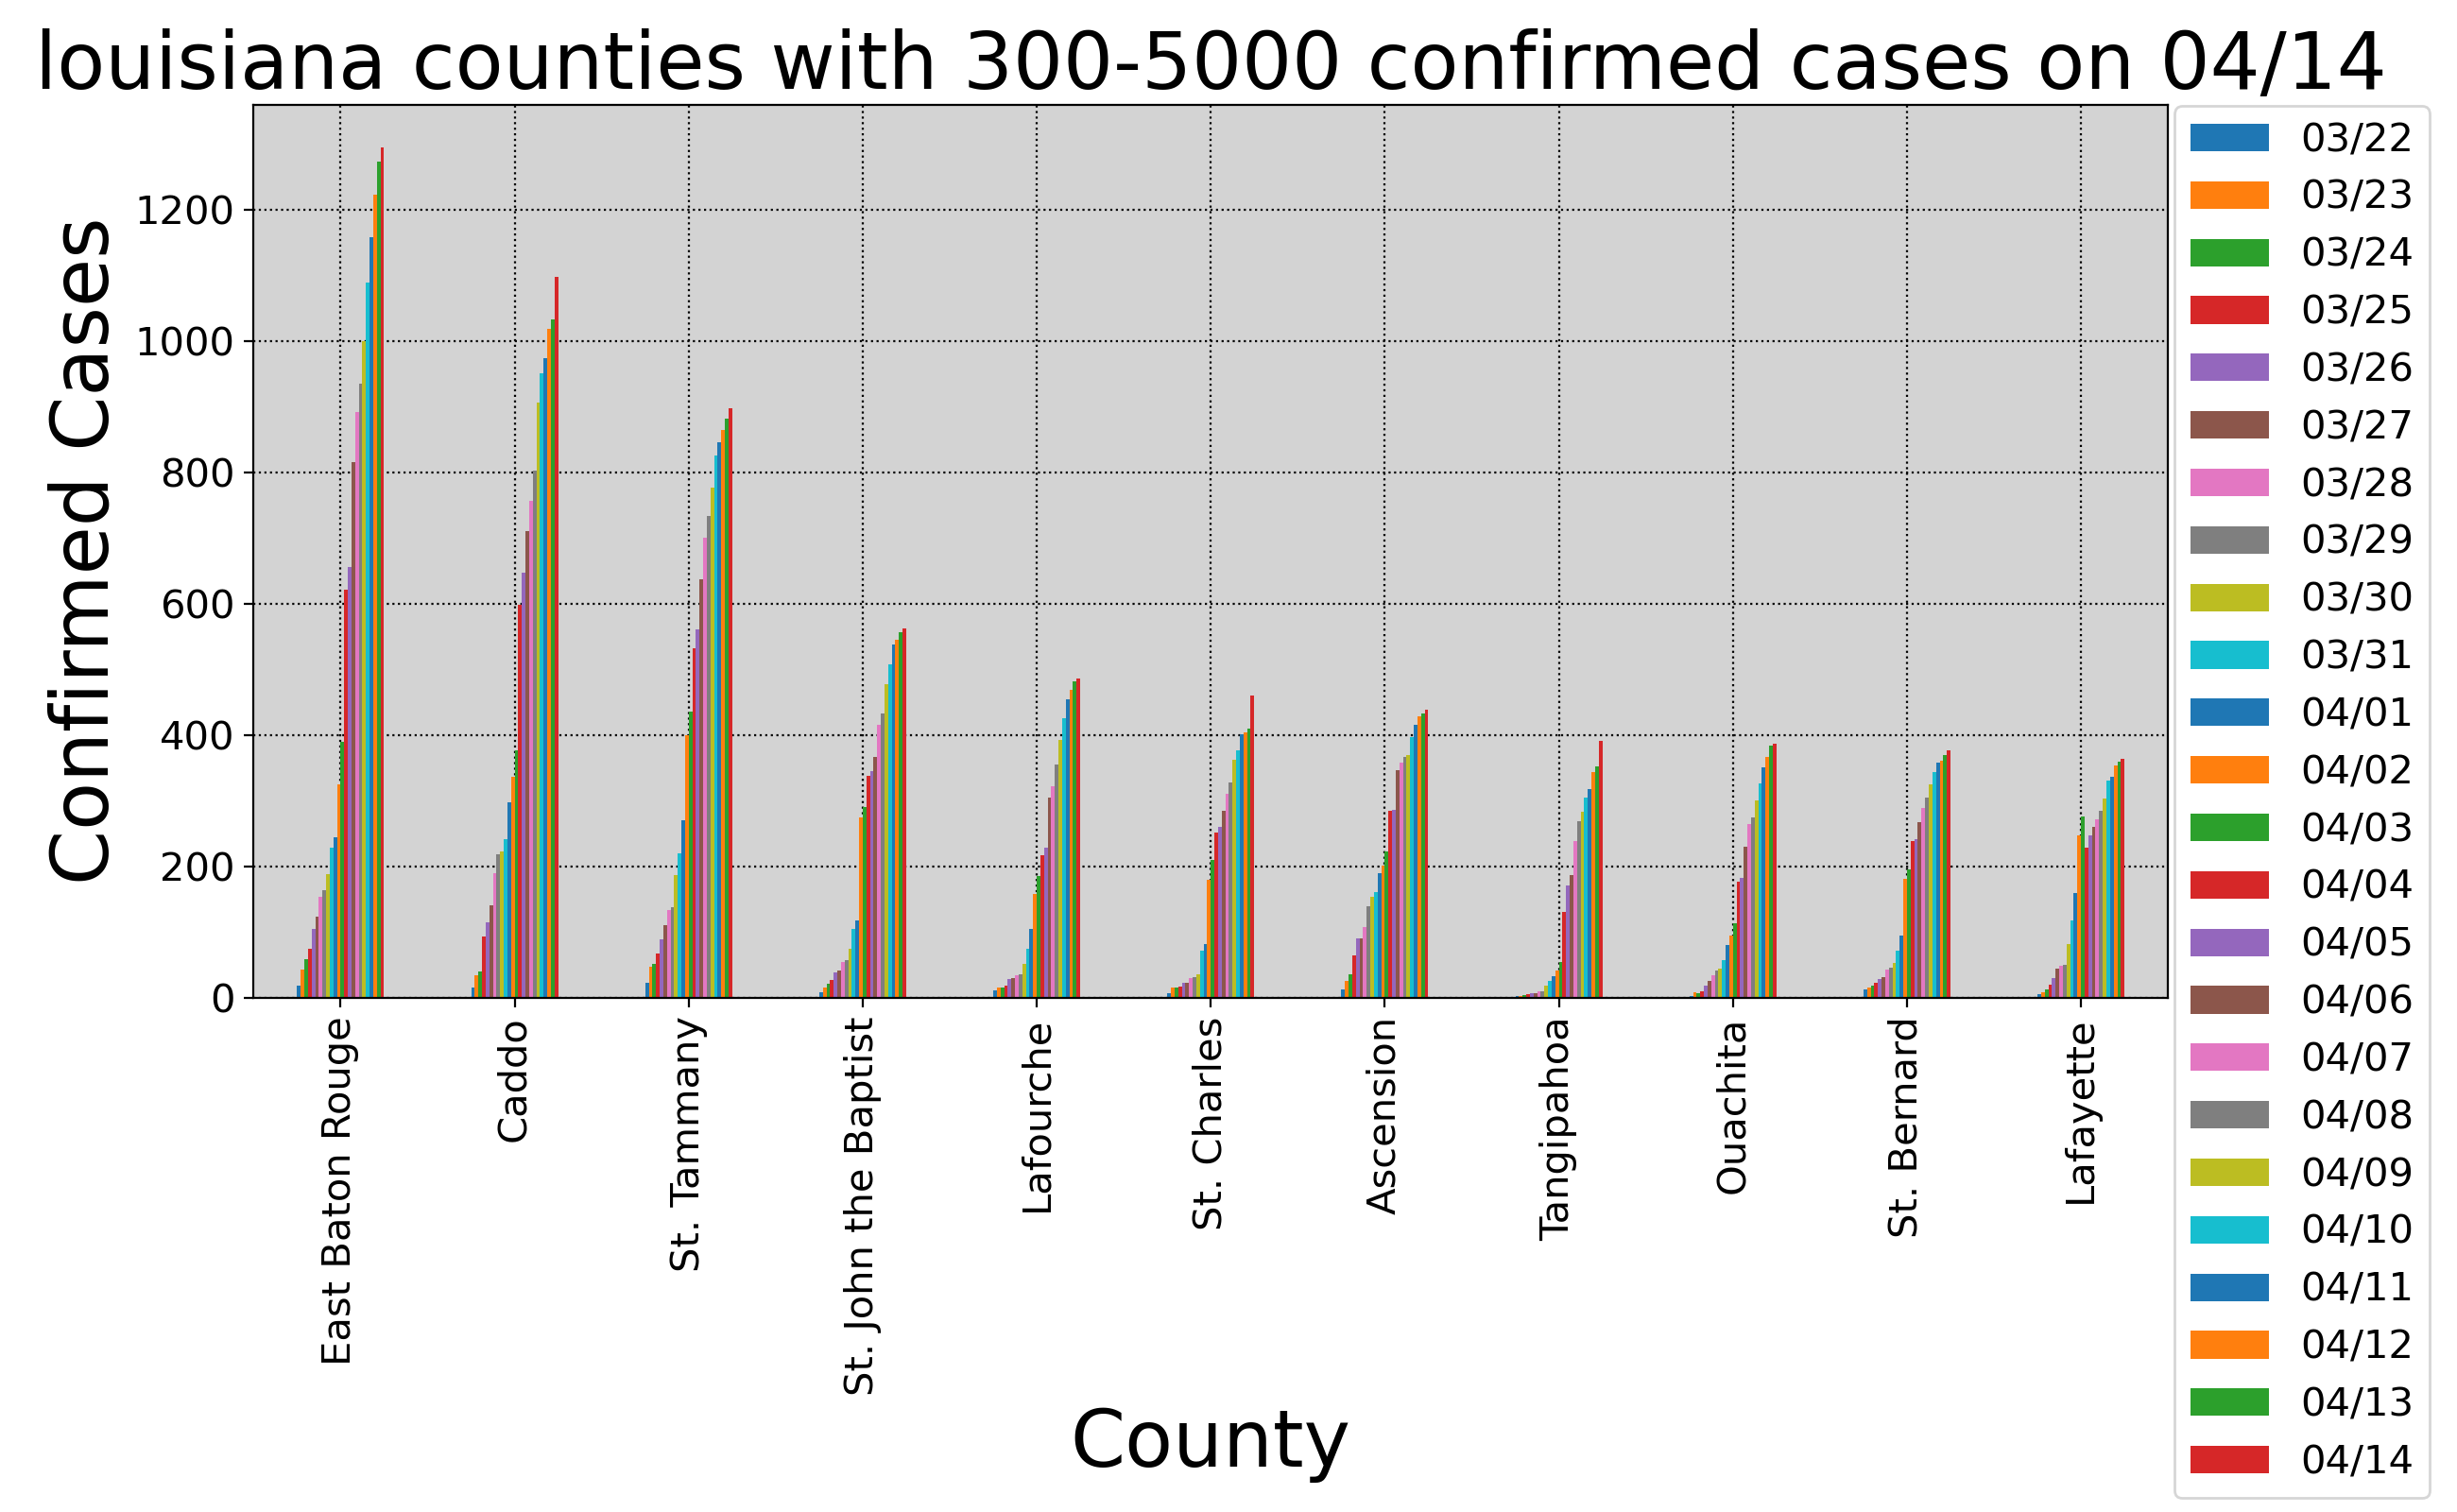 louisiana counties with 300-5000 confirmed cases on 04/14
Confirmed Cases
1200
1000
800
600
400
200
0
East Baton Rouge
Caddo
St. Tammany
St. John the Baptist
Lafourche
St. Charles
Ascension
Tangipahoa
Ouachita
St. Bernard
Lafayette
County
03/22
03/23
03/24
03/25
03/26
03/27
03/28
03/29
03/30
03/31
04/01
04/02
04/03
04/04
04/05
04/06
04/07
04/08
04/09
04/10
04/11
04/12
04/13
04/14